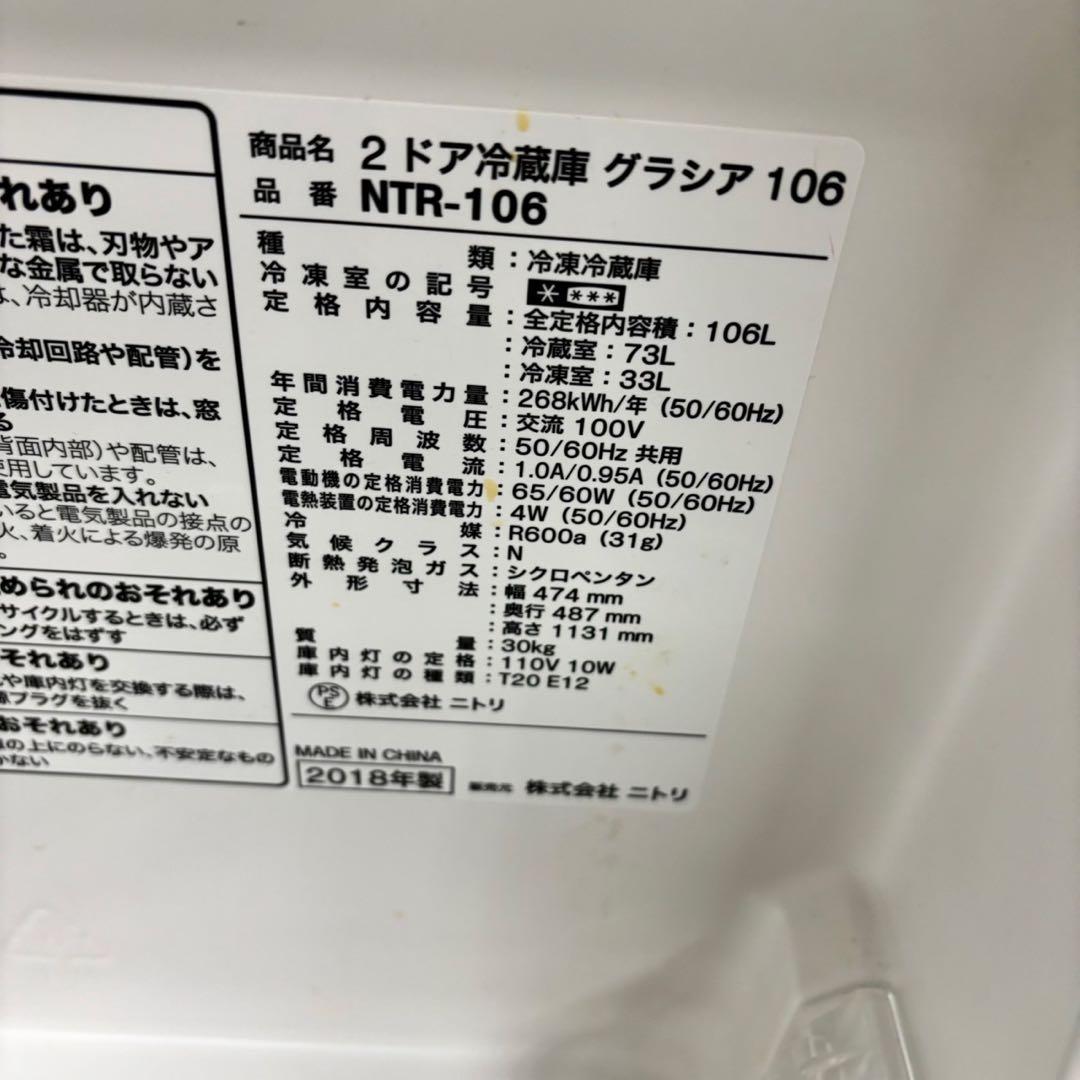 れあり
た霜は、刃物やア
な金属で取らない
は、冷却器が内蔵さ
冷却回路や配管)を
傷付けたときは、窓
る
背面内部)や配管は、
使用しています。
電気製品を入れない
いると電気製品の接点の
火、着火による爆発の原
。
められのおそれあり
サイクルするときは、必ず
ングをはずす
それあり
や庫内灯を交換する際は、
源プラグを抜く
おそれあり
の上にのらない、不安定なもの
かない
商品名 2ドア冷蔵庫 グラシア 106
品番 NTR-106
種類:冷凍冷蔵庫
冷凍室の記号 * ***
定格内容量:全定格内容積:106L
:冷蔵室:73L
:冷凍室:33L
年間消費電力量:268kWh/年 (50/60Hz)
定格電圧:交流 100V
定格周波数:50/60Hz 共用
定格電流:1.0A/0.95A (50/60Hz)
電動機の定格消費電力:65/60W (50/60Hz)
電熱装置の定格消費電力:4W (50/60Hz)
冷媒:R600a (31g)
気候クラス:N
断熱発泡ガス:シクロペンタン
外形寸法:幅 474 mm
:奥行 487 mm
:高さ 1131 mm
質量:30kg
庫内灯の定格:110V 10W
庫内灯の種類:T20 E12
PS E 株式会社 ニトリ
MADE IN CHINA
2018年製 販売元 株式会社 ニトリ